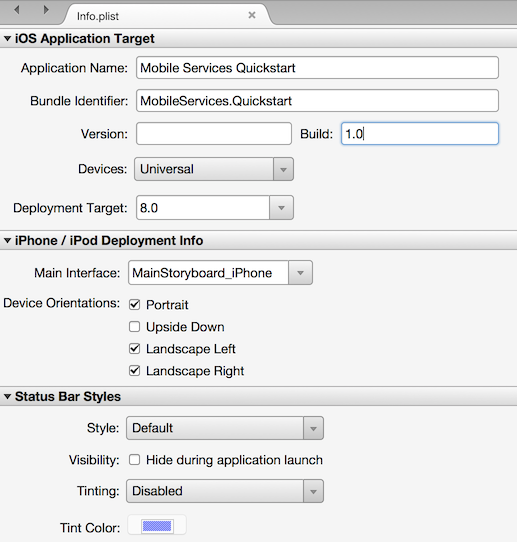 Info.plist
iOS Application Target
Application Name: Mobile Services Quickstart
Bundle Identifier: MobileServices.Quickstart
Version: Build: 1.0
Devices: Universal
Deployment Target: 8.0
iPhone / iPod Deployment Info
Main Interface: MainStoryboard_iPhone
Device Orientations: Portrait
Upside Down
Landscape Left
Landscape Right
Status Bar Styles
Style: Default
Visibility: Hide during application launch
Tinting: Disabled
Tint Color: